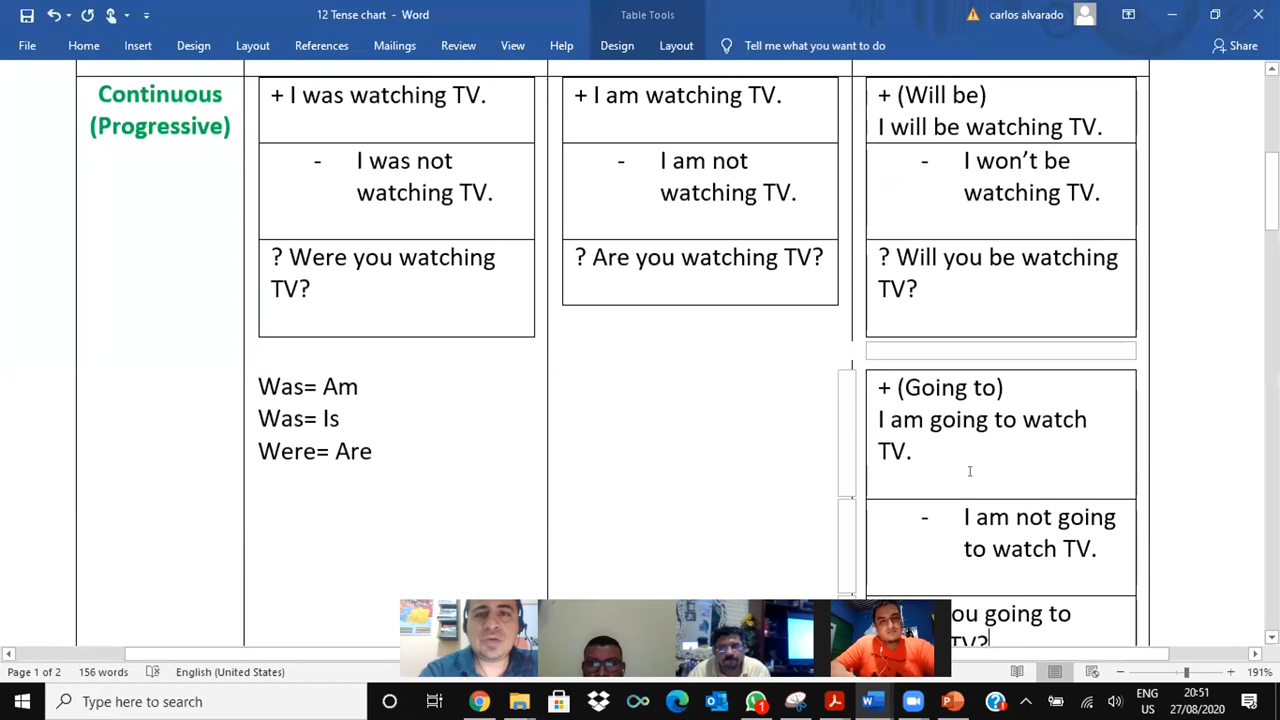 12 Tense chart - Word
Table Tools
carlos alvarado
File Home Insert Design Layout References Mailings Review View Help Design Layout Tell me what you want to do Share
Continuous
(Progressive)
+ I was watching TV.
- I was not
watching TV.
? Were you watching
TV?
Was= Am
Was= Is
Were= Are
+ I am watching TV.
- I am not
watching TV.
? Are you watching TV?
+ (Will be)
I will be watching TV.
- I won’t be
watching TV.
? Will you be watching
TV?
+ (Going to)
I am going to watch
TV.
- I am not going
to watch TV.
you going to
TV?
Page 1 of 2 156 words English (United States) 191%
Type here to search
1
ENG
US
20:51
27/08/2020